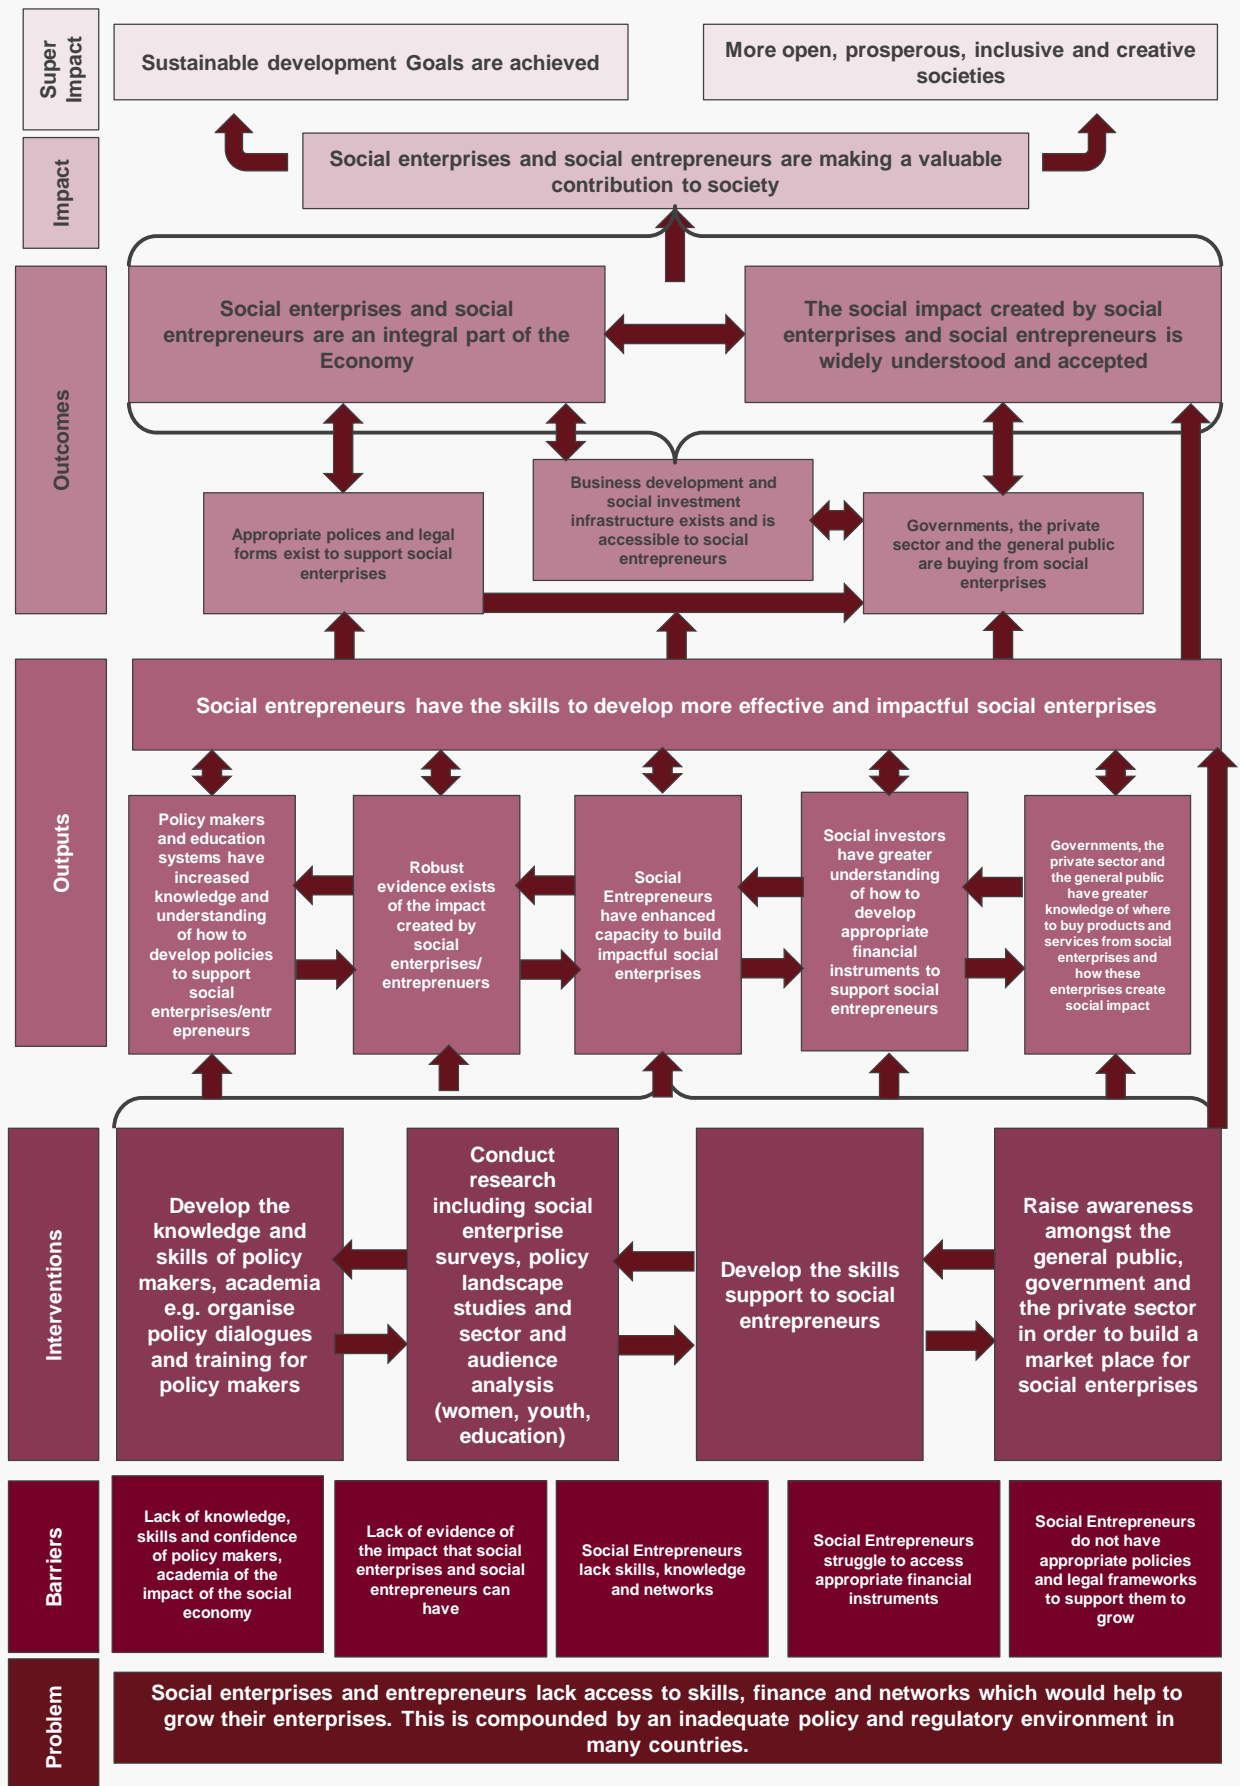 Super
Impact
Sustainable development Goals are achieved
More open, prosperous, inclusive and creative
societies
Impact
Social enterprises and social entrepreneurs are making a valuable
contribution to society
Outcomes
Social enterprises and social
entrepreneurs are an integral part of the
Economy
The social impact created by social
enterprises and social entrepreneurs is
widely understood and accepted
Appropriate polices and legal
forms exist to support social
enterprises
Business development and
social investment
infrastructure exists and is
accessible to social
entrepreneurs
Governments, the private
sector and the general public
are buying from social
enterprises
Outputs
Social entrepreneurs have the skills to develop more effective and impactful social enterprises
Policy makers
and education
systems have
increased
knowledge and
understanding
of how to
develop policies
to support
social
enterprises/entr
epreneurs
Robust
evidence exists
of the impact
created by
social
enterprises/
entreprenuers
Social
Entrepreneurs
have enhanced
capacity to build
impactful social
enterprises
Social investors
have greater
understanding
of how to
develop
appropriate
financial
instruments to
support social
entrepreneurs
Governments, the
private sector and
the general public
have greater
knowledge of where
to buy products and
services from social
enterprises and
how these
enterprises create
social impact
Interventions
Develop the
knowledge and
skills of policy
makers, academia
e.g. organise
policy dialogues
and training for
policy makers
Conduct
research
including social
enterprise
surveys, policy
landscape
studies and
sector and
audience
analysis
(women, youth,
education)
Develop the skills
support to social
entrepreneurs
Raise awareness
amongst the
general public,
government and
the private sector
in order to build a
market place for
social enterprises
Barriers
Lack of knowledge,
skills and confidence
of policy makers,
academia of the
impact of the social
economy
Lack of evidence of
the impact that social
enterprises and social
entrepreneurs can
have
Social Entrepreneurs
lack skills, knowledge
and networks
Social Entrepreneurs
struggle to access
appropriate financial
instruments
Social Entrepreneurs
do not have
appropriate policies
and legal frameworks
to support them to
grow
Problem
Social enterprises and entrepreneurs lack access to skills, finance and networks which would help to
grow their enterprises. This is compounded by an inadequate policy and regulatory environment in
many countries.